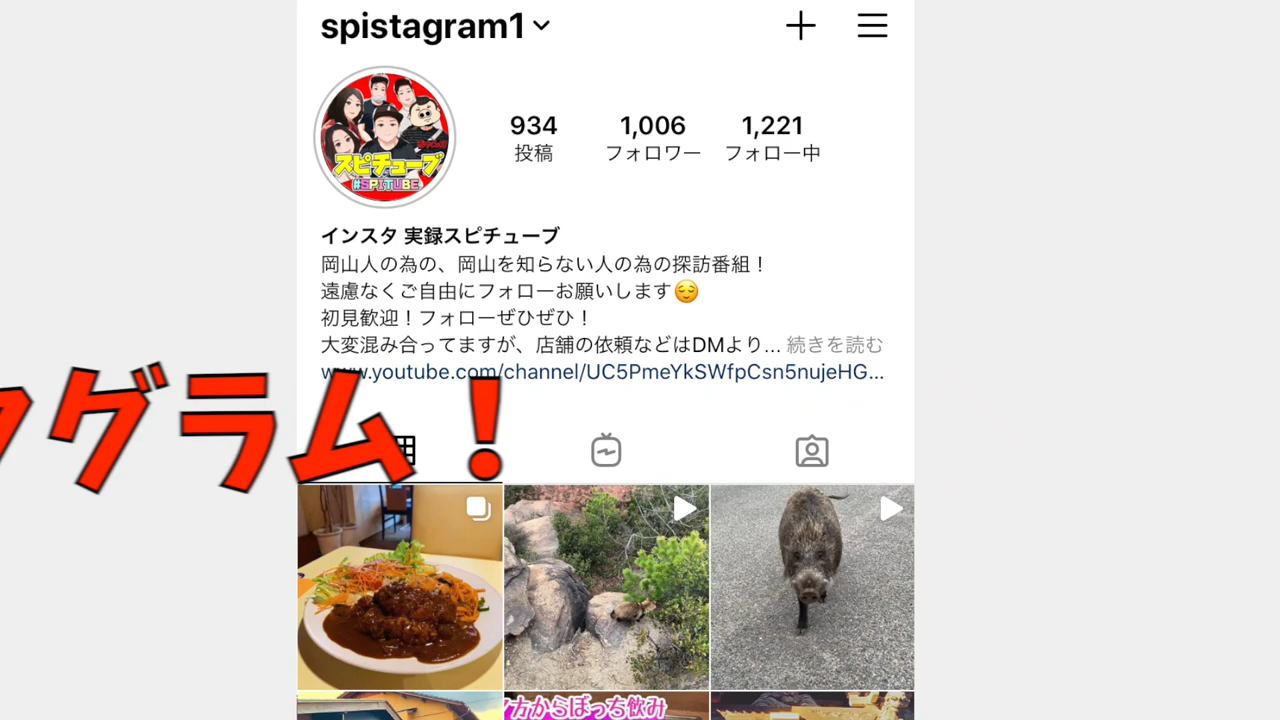 spistagram1
スピチューブ
#SPITUBE
934
投稿
1,006
フォロワー
1,221
フォロー中
インスタ 実録スピチューブ
岡山人の為の、岡山を知らない人の為の探訪番組！
遠慮なくご自由にフォローお願いします😌
初見歓迎！フォローぜひぜひ！
大変混み合ってますが、店舗の依頼などはDMより... 続きを読む
www.youtube.com/channel/UC5PmeYkSWfpCsn5nujeHG...
グラム！
方からぼっち飲み